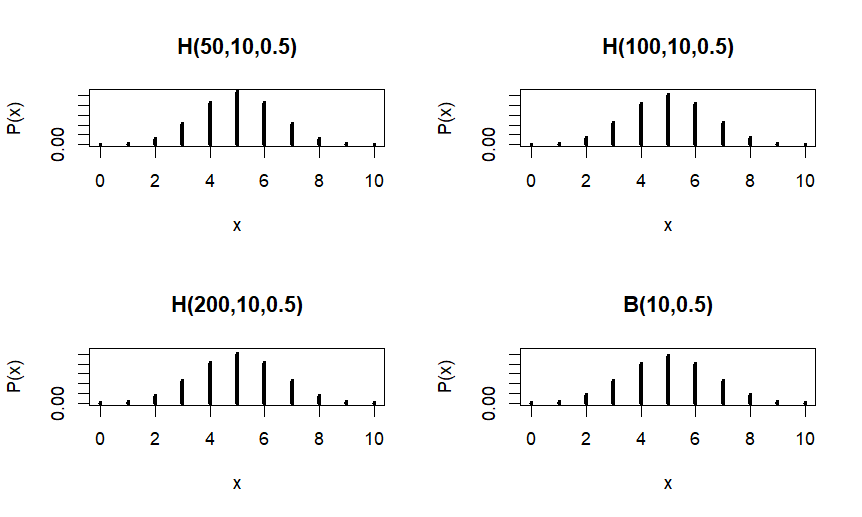 H(50,10,0.5)
P(x)
0.00
0 2 4 6 8 10
x
H(100,10,0.5)
P(x)
0.00
0 2 4 6 8 10
x
H(200,10,0.5)
P(x)
0.00
0 2 4 6 8 10
x
B(10,0.5)
P(x)
0.00
0 2 4 6 8 10
x